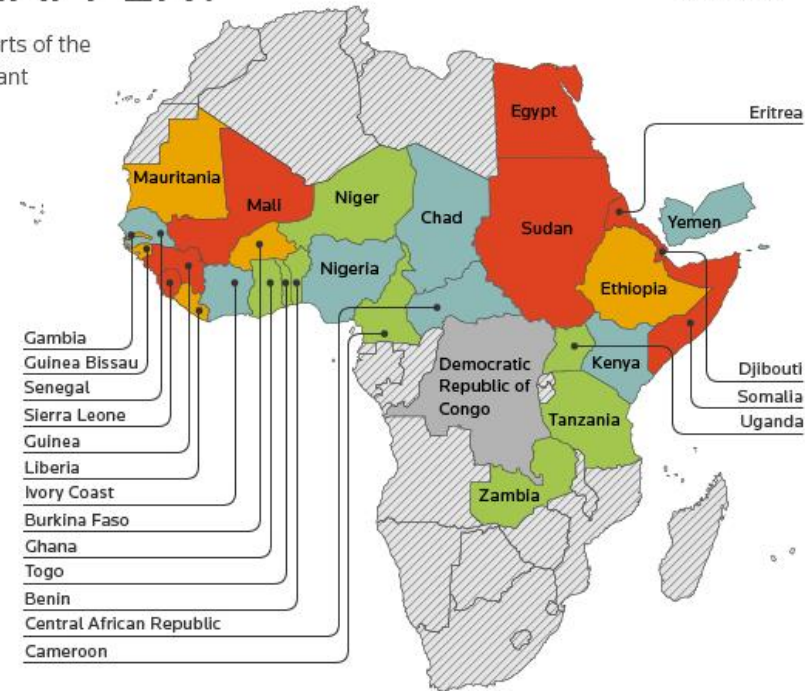 rts of the
ant
Egypt
Eritrea
Mauritania
Mali
Niger
Chad
Sudan
Yemen
Nigeria
Ethiopia
Gambia
Guinea Bissau
Senegal
Sierra Leone
Guinea
Liberia
Ivory Coast
Burkina Faso
Ghana
Togo
Benin
Central African Republic
Cameroon
Democratic
Republic of
Congo
Kenya
Djibouti
Somalia
Uganda
Tanzania
Zambia